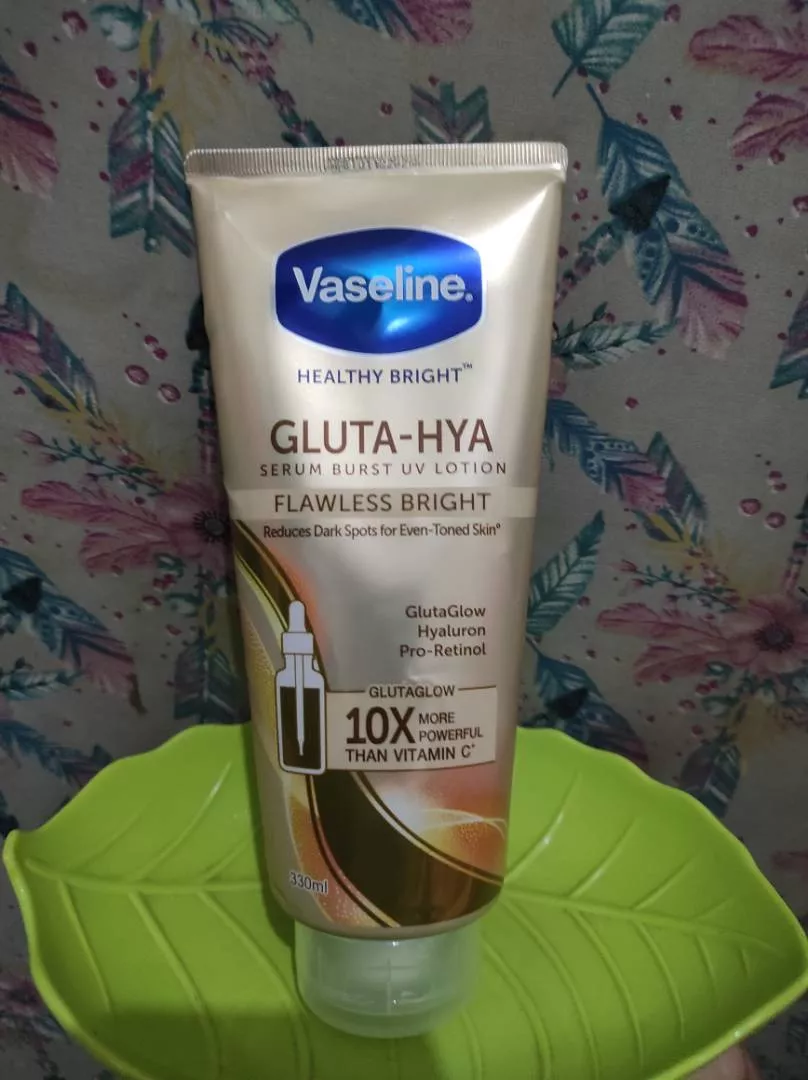 Vaseline.
HEALTHY BRIGHT™
GLUTA-HYA
SERUM BURST UV LOTION
FLAWLESS BRIGHT
Reduces Dark Spots for Even-Toned Skin°
GlutaGlow
Hyaluron
Pro-Retinol
GLUTAGLOW
10X MORE
POWERFUL
THAN VITAMIN C*
330ml